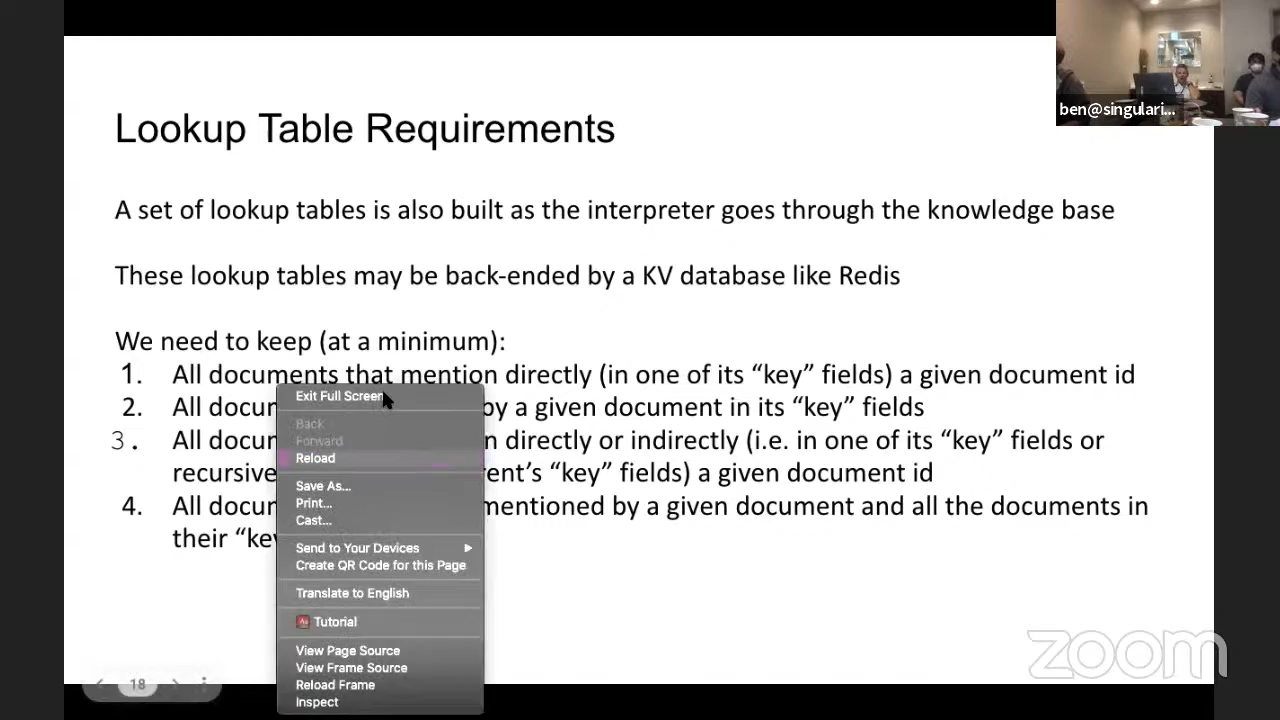 ben@singulari...
Lookup Table Requirements
A set of lookup tables is also built as the interpreter goes through the knowledge base
These lookup tables may be back-ended by a KV database like Redis
We need to keep (at a minimum):
1. All documents that mention directly (in one of its “key” fields) a given document id
2. All docum by a given document in its “key” fields
3. All docum n directly or indirectly (i.e. in one of its “key” fields or
recursive ent’s “key” fields) a given document id
4. All docum mentioned by a given document and all the documents in
their “key
Exit Full Screen
Back
Forward
Reload
Save As...
Print...
Cast...
Send to Your Devices
Create QR Code for this Page
Translate to English
Tutorial
View Page Source
View Frame Source
Reload Frame
Inspect
18
zoom